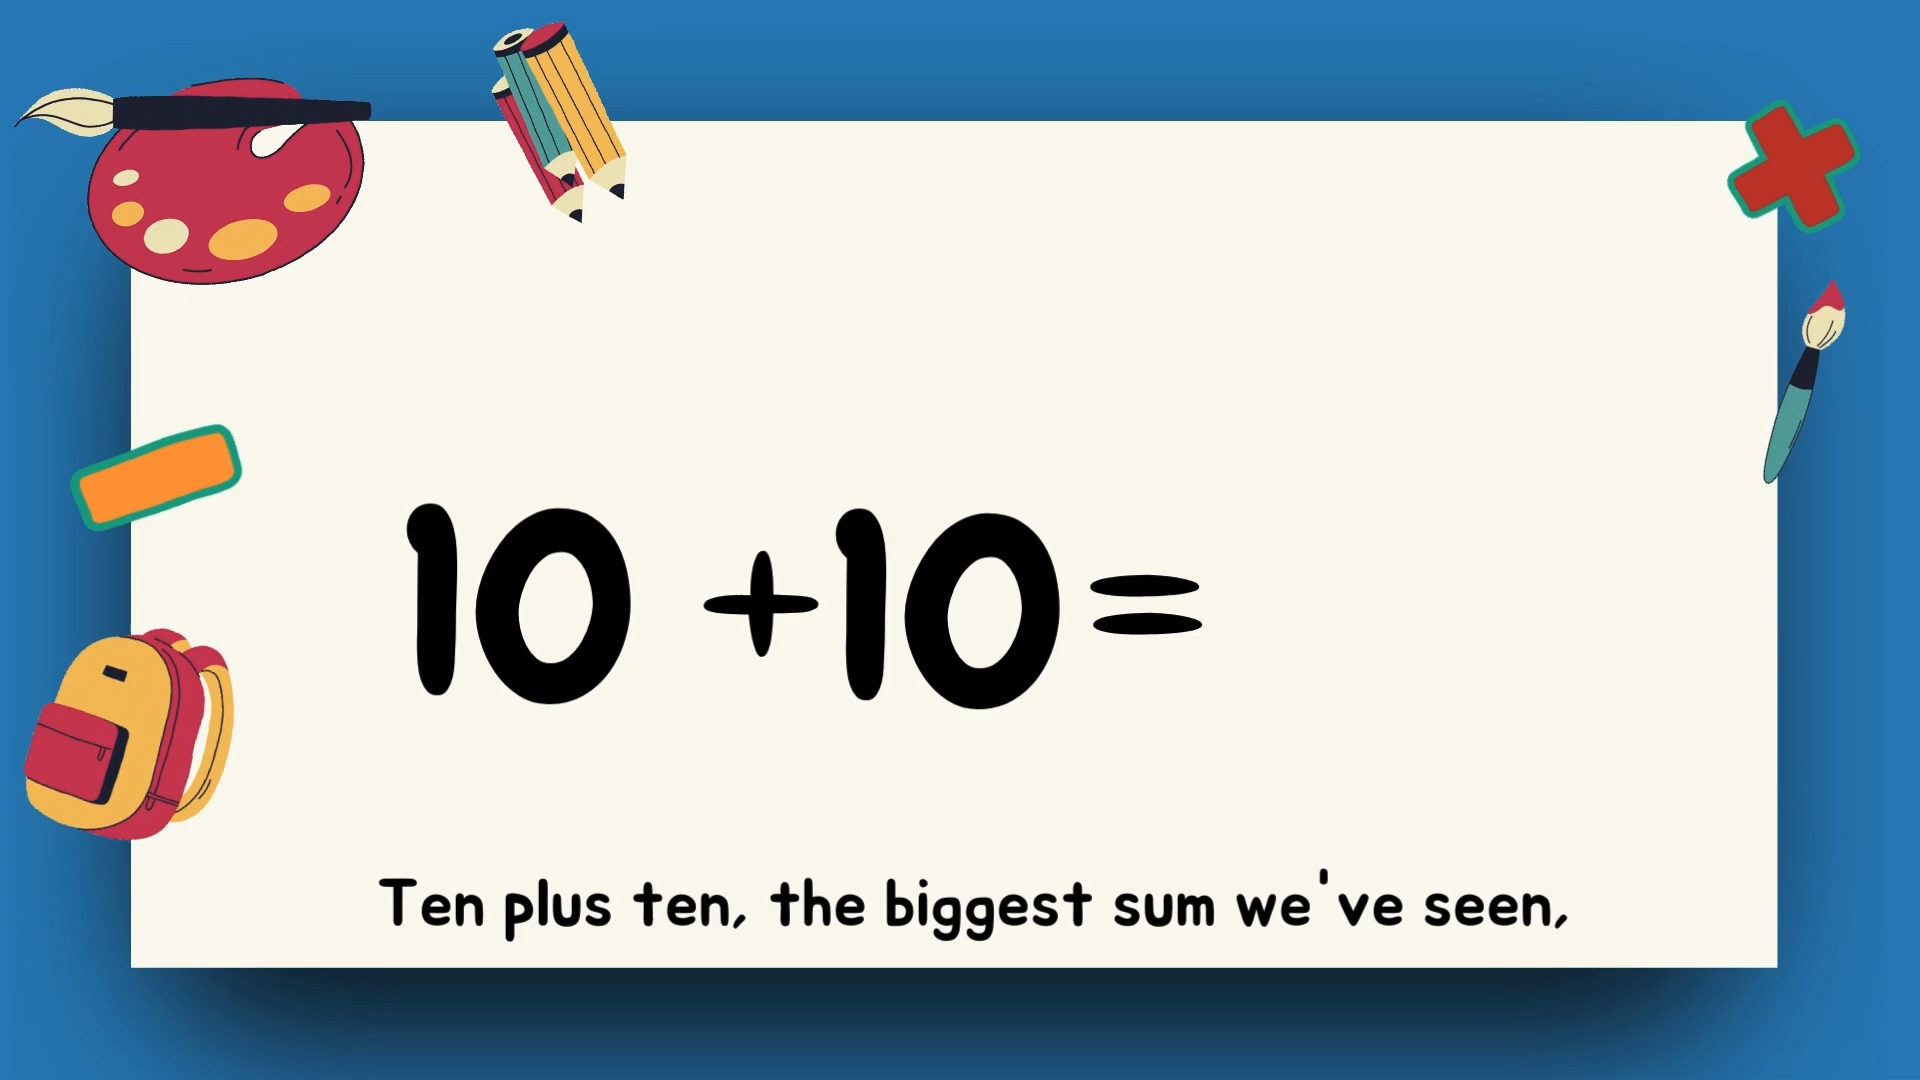 10 +10=
Ten plus ten, the biggest sum we've seen,